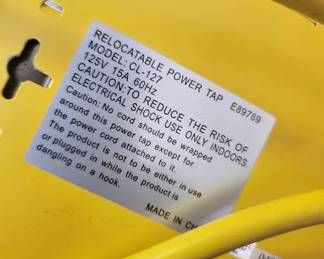 RELOCATABLE POWER TAP E89769
MODEL: CL-127
125V 15A 60Hz
CAUTION:TO REDUCE THE RISK OF
ELECTRICAL SHOCK USE ONLY INDOORS.
Caution: No cord should be wrapped
around this power tap except for
the power cord attached to it.
The product is not to be either in use
or plugged in while the product is
dangling on a hook.
MADE IN